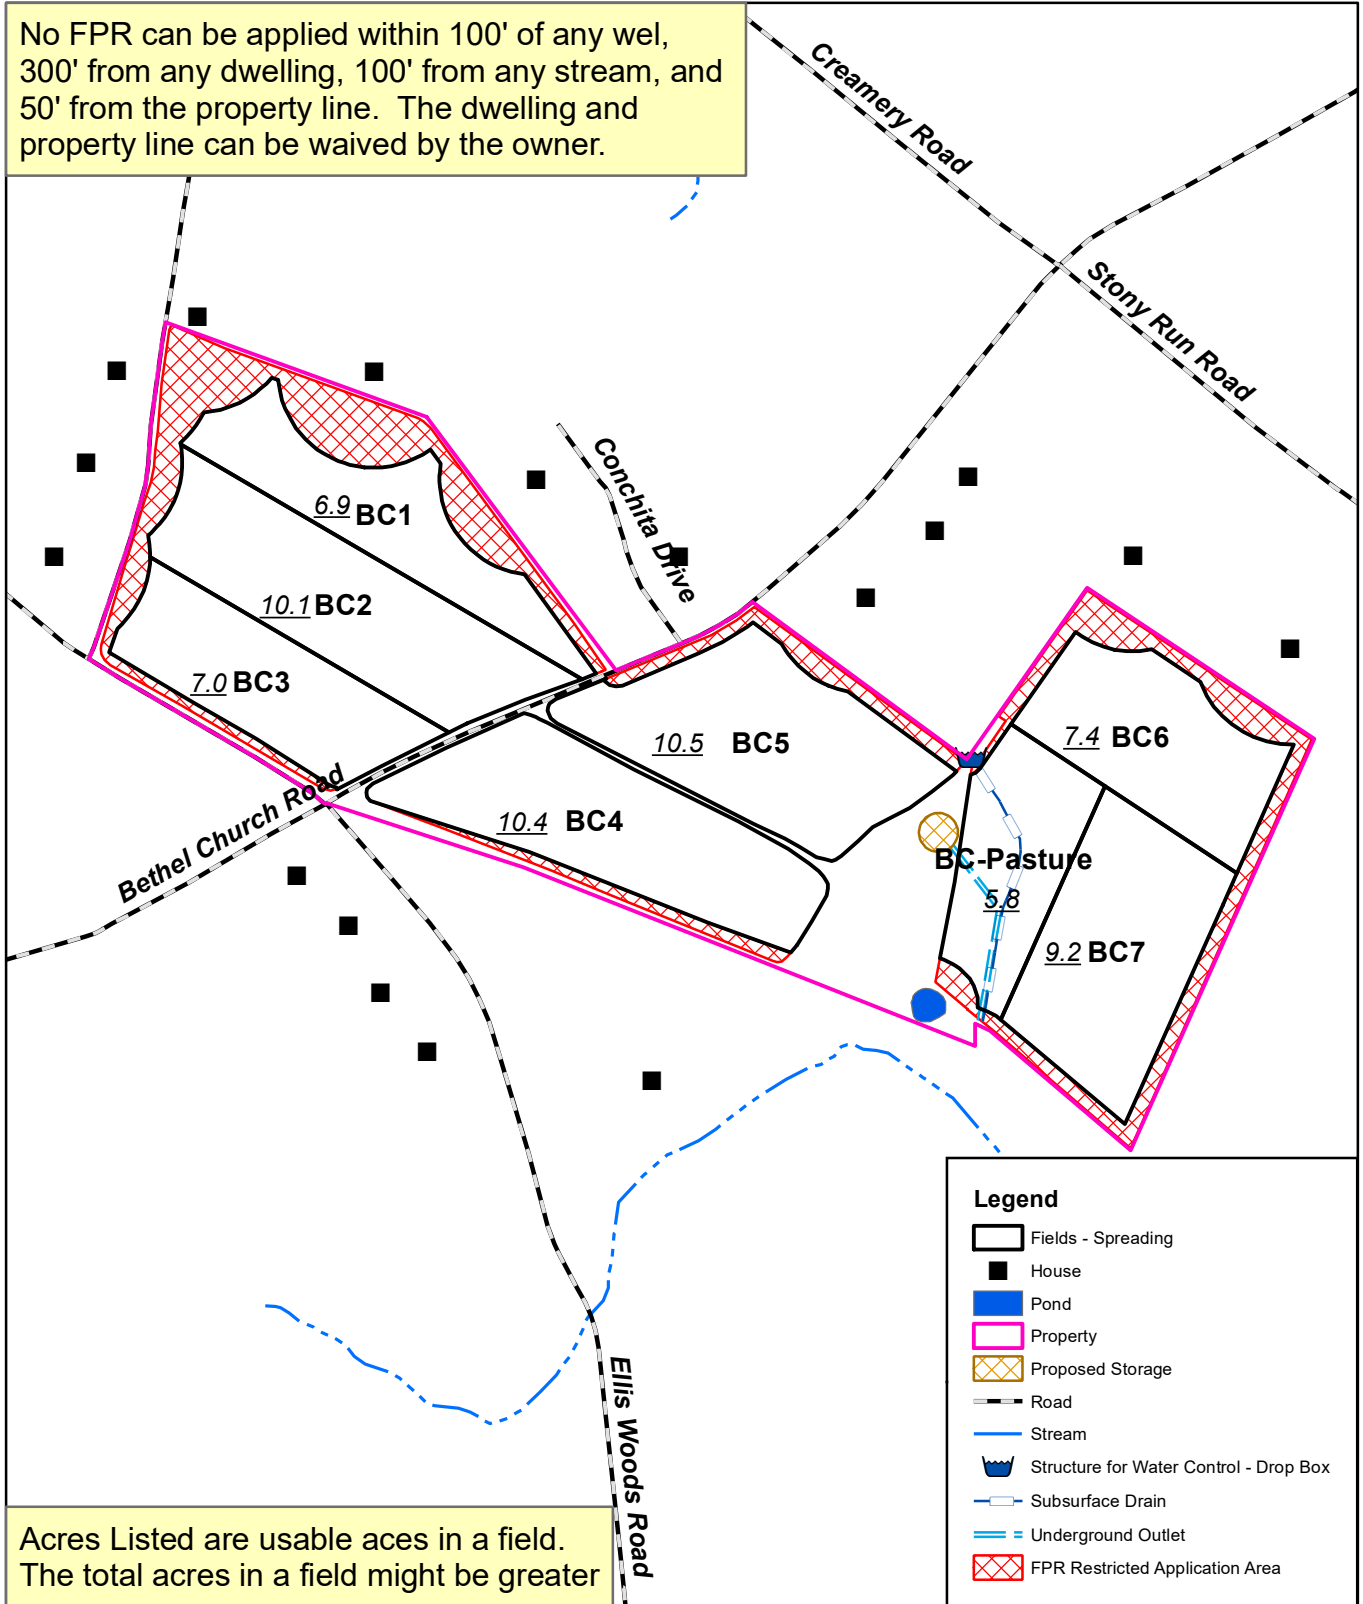 No FPR can be applied within 100' of any wel,
300' from any dwelling, 100' from any stream, and
50' from the property line. The dwelling and
property line can be waived by the owner.
Creamery Road
Stony Run Road
Conchita Drive
6.9 BC1
10.1 BC2
7.0 BC3
10.5 BC5
7.4 BC6
10.4 BC4
Bethel Church Road
BC-Pasture
5.8
9.2 BC7
Ellis Woods Road
Legend
Fields - Spreading
House
Pond
Property
Proposed Storage
Road
Stream
Structure for Water Control - Drop Box
Subsurface Drain
Underground Outlet
FPR Restricted Application Area
Acres Listed are usable aces in a field.
The total acres in a field might be greater